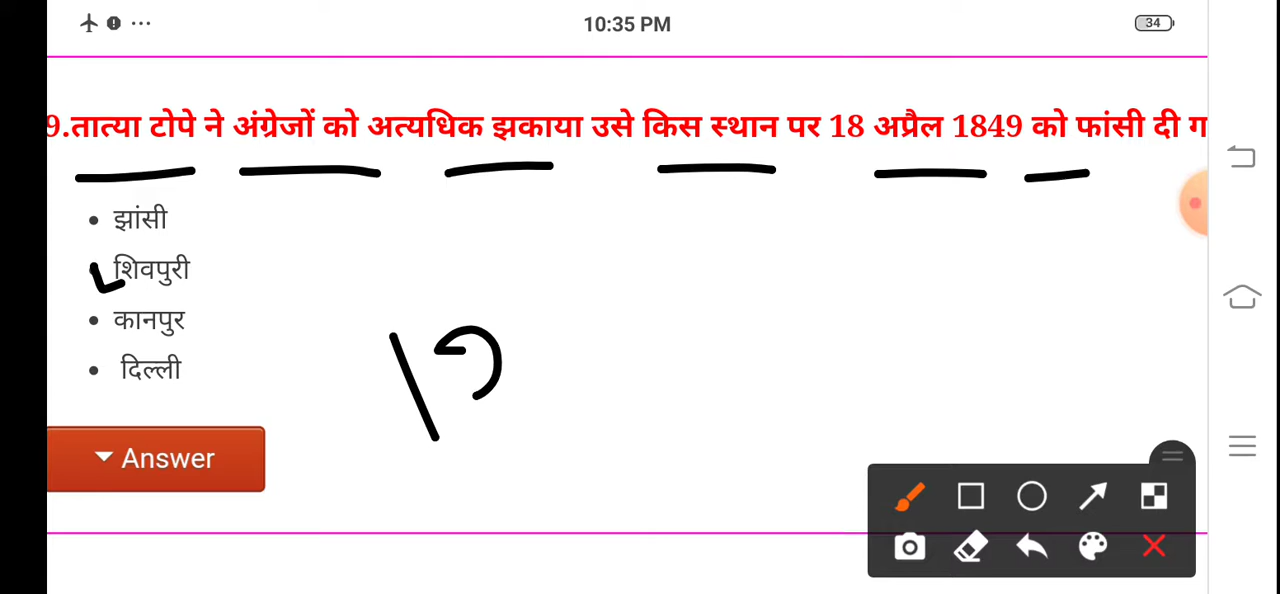 10:35 PM
34
9.तात्या टोपे ने अंग्रेजों को अत्यधिक झकाया उसे किस स्थान पर 18 अप्रैल 1849 को फांसी दी ग
झांसी
शिवपुरी
कानपुर
दिल्ली
Answer